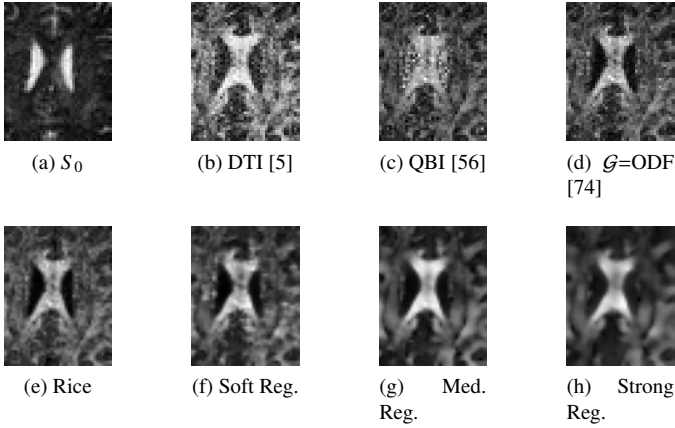 (a) S0
(b) DTI [5]
(c) QBI [56]
(d) 𝒢=ODF
[74]
(e) Rice
(f) Soft Reg.
(g) Med.
Reg.
(h) Strong
Reg.